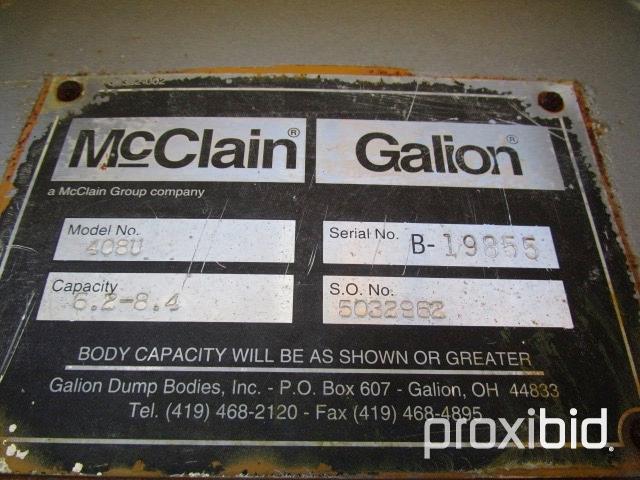 McClain® Galion®
a McClain Group company
Model No. 408U
Serial No. B-19855
Capacity 6.2-8.4
S.O. No. 5032962
BODY CAPACITY WILL BE AS SHOWN OR GREATER
Galion Dump Bodies, Inc. - P.O. Box 607 - Galion, OH 44833
Tel. (419) 468-2120 - Fax (419) 468-4895
proxibid.